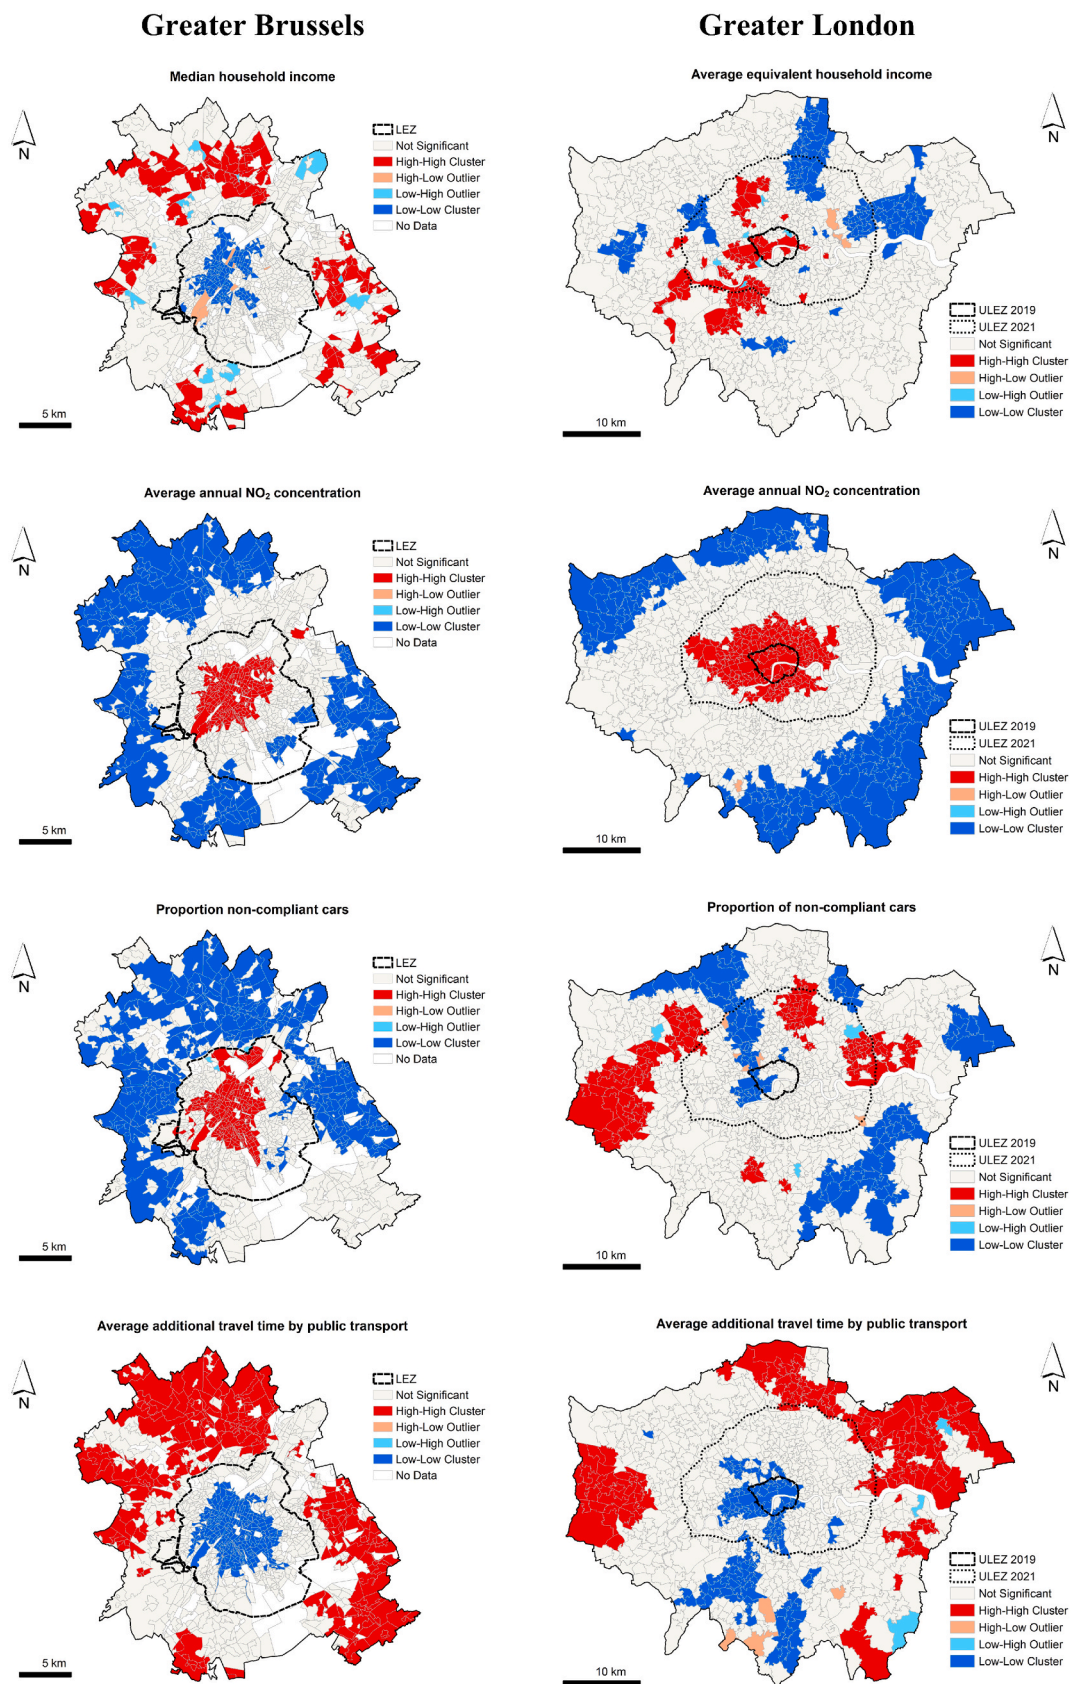 Greater Brussels
Greater London
Median household income
N
LEZ
Not Significant
High-High Cluster
High-Low Outlier
Low-High Outlier
Low-Low Cluster
No Data
5 km
Average equivalent household income
N
ULEZ 2019
ULEZ 2021
Not Significant
High-High Cluster
High-Low Outlier
Low-High Outlier
Low-Low Cluster
10 km
Average annual NO₂ concentration
N
LEZ
Not Significant
High-High Cluster
High-Low Outlier
Low-High Outlier
Low-Low Cluster
No Data
5 km
Average annual NO₂ concentration
N
ULEZ 2019
ULEZ 2021
Not Significant
High-High Cluster
High-Low Outlier
Low-High Outlier
Low-Low Cluster
10 km
Proportion non-compliant cars
N
LEZ
Not Significant
High-High Cluster
High-Low Outlier
Low-High Outlier
Low-Low Cluster
No Data
5 km
Proportion of non-compliant cars
N
ULEZ 2019
ULEZ 2021
Not Significant
High-High Cluster
High-Low Outlier
Low-High Outlier
Low-Low Cluster
10 km
Average additional travel time by public transport
N
LEZ
Not Significant
High-High Cluster
High-Low Outlier
Low-High Outlier
Low-Low Cluster
No Data
5 km
Average additional travel time by public transport
N
ULEZ 2019
ULEZ 2021
Not Significant
High-High Cluster
High-Low Outlier
Low-High Outlier
Low-Low Cluster
10 km